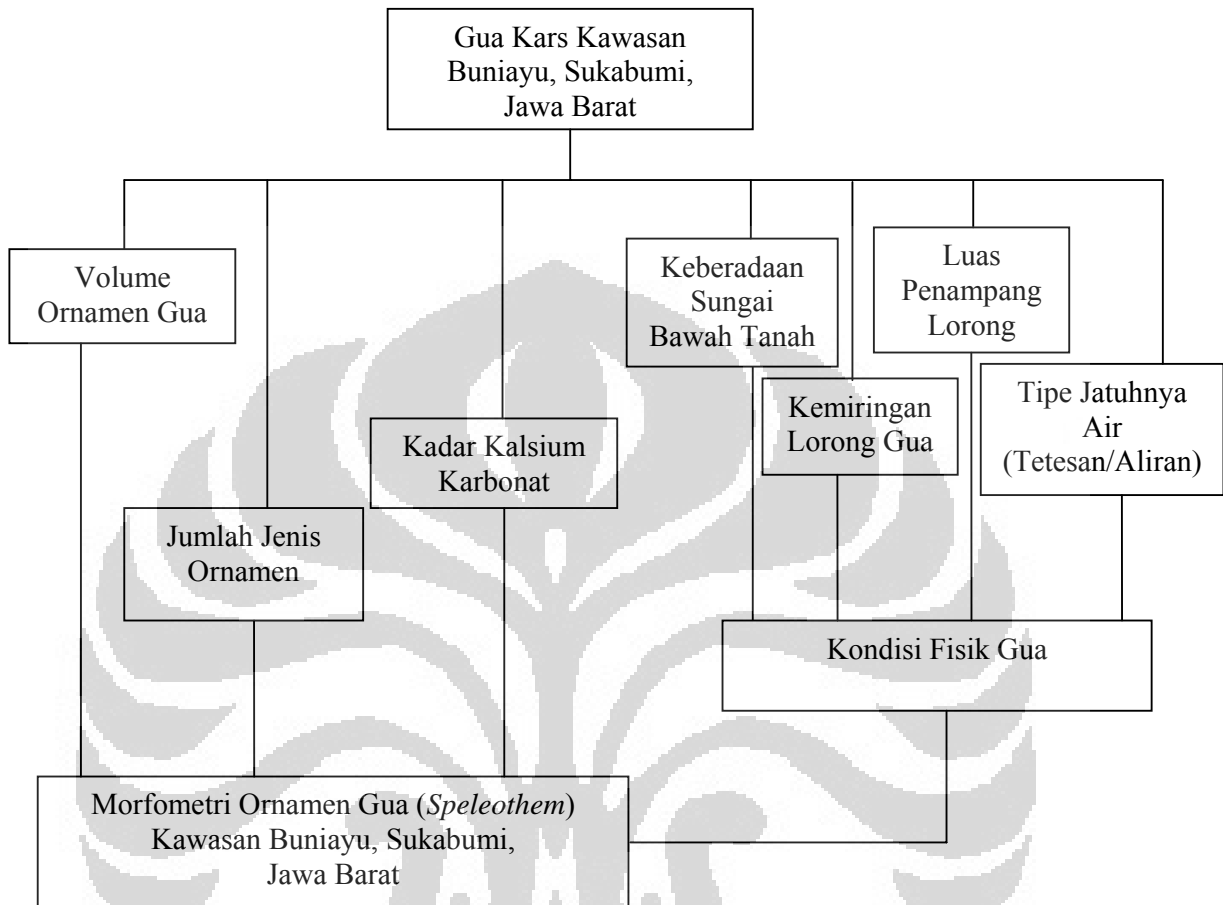 Gua Kars Kawasan
Buniayu, Sukabumi,
Jawa Barat
Volume
Ornamen Gua
Keberadaan
Sungai
Bawah Tanah
Luas
Penampang
Lorong
Kadar Kalsium
Karbonat
Kemiringan
Lorong Gua
Tipe Jatuhnya
Air
(Tetesan/Aliran)
Jumlah Jenis
Ornamen
Kondisi Fisik Gua
Morfometri Ornamen Gua (Speleothem)
Kawasan Buniayu, Sukabumi,
Jawa Barat